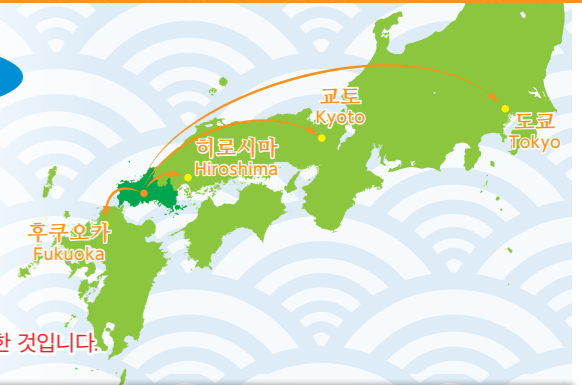 교토
Kyoto
도쿄
Tokyo
히로시마
Hiroshima
후쿠오카
Fukuoka
한 것입니다.